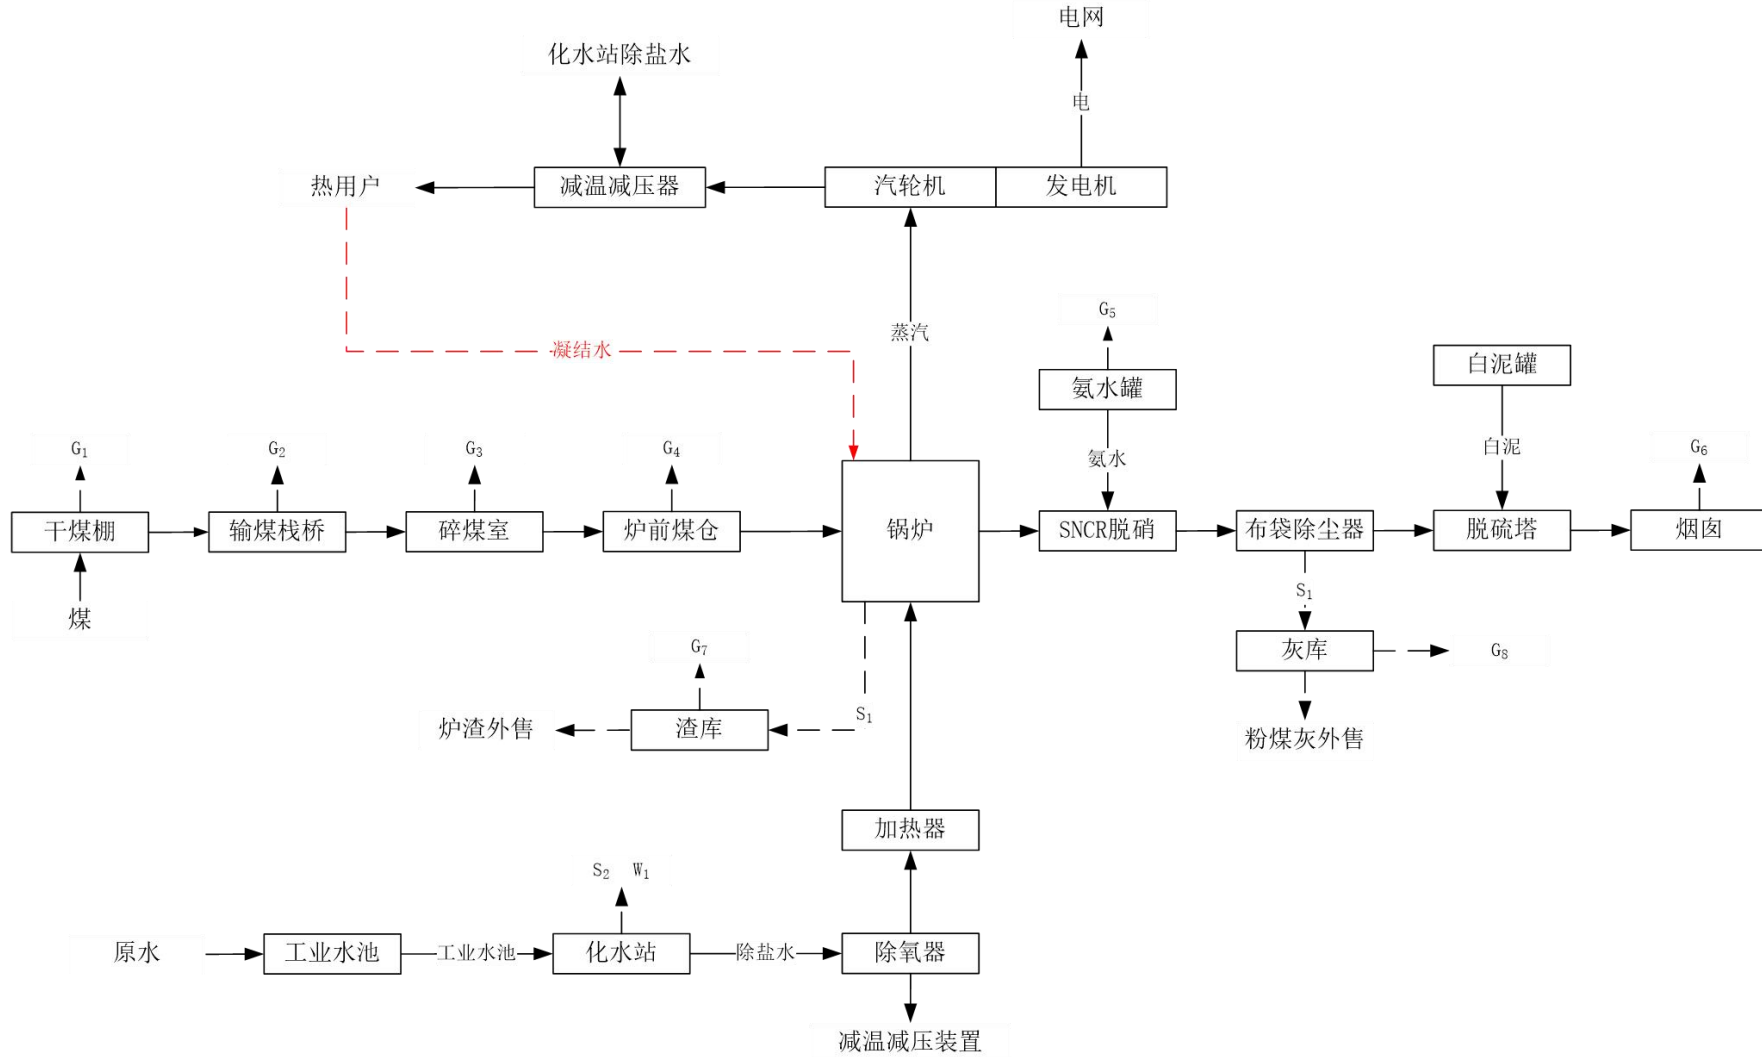 电网
化水站除盐水
电
热用户
减温减压器
汽轮机
发电机
G₅
蒸汽
凝结水
白泥罐
氨水罐
G₁
G₂
G₃
G₄
氨水
白泥
G₆
干煤棚
输煤栈桥
碎煤室
炉前煤仓
锅炉
SNCR脱硝
布袋除尘器
脱硫塔
烟囱
煤
S₁
G₇
灰库
G₈
炉渣外售
渣库
S₁
粉煤灰外售
加热器
S₂ W₁
原水
工业水池
工业水池
化水站
除盐水
除氧器
减温减压装置